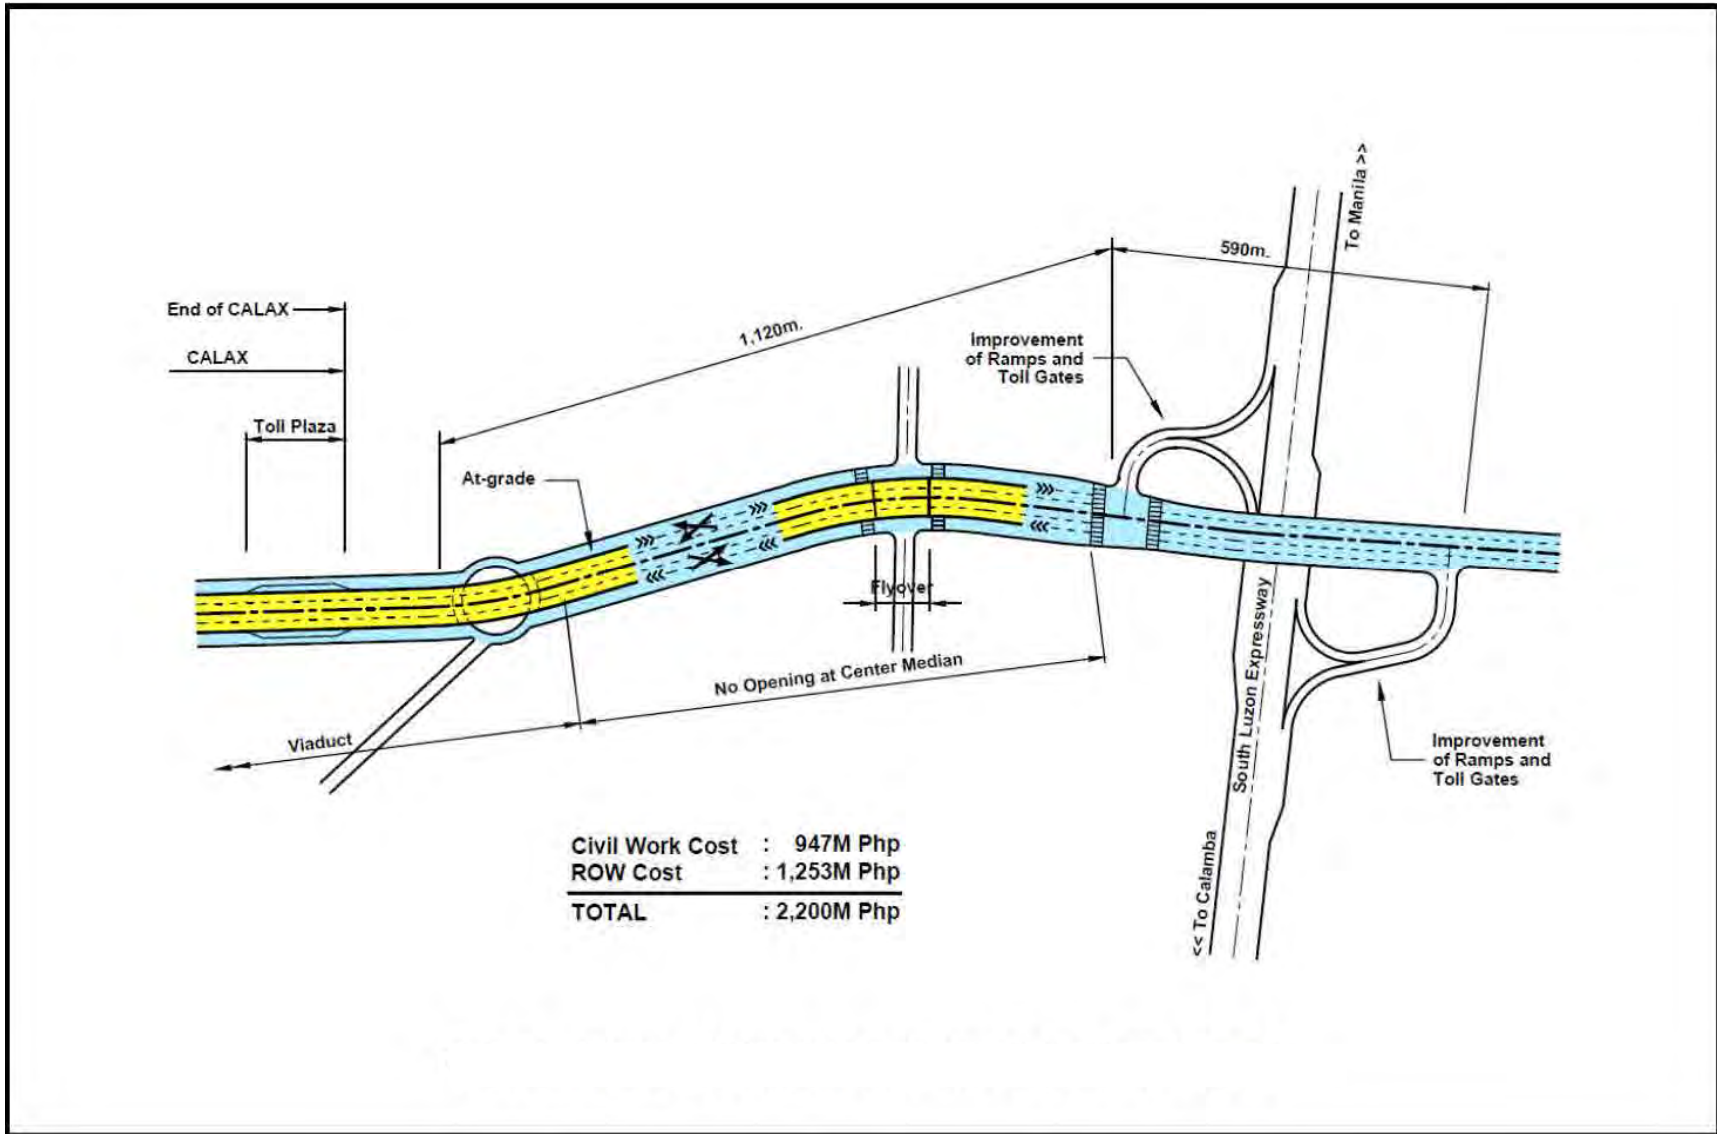 To Manila >>
590m.
End of CALAX
1,120m.
Improvement
of Ramps and
Toll Gates
CALAX
Toll Plaza
At-grade
Flyover
No Opening at Center Median
Viaduct
South Luzon Expressway
Improvement
of Ramps and
Toll Gates
<< To Calamba
Civil Work Cost : 947M Php
ROW Cost : 1,253M Php
TOTAL : 2,200M Php